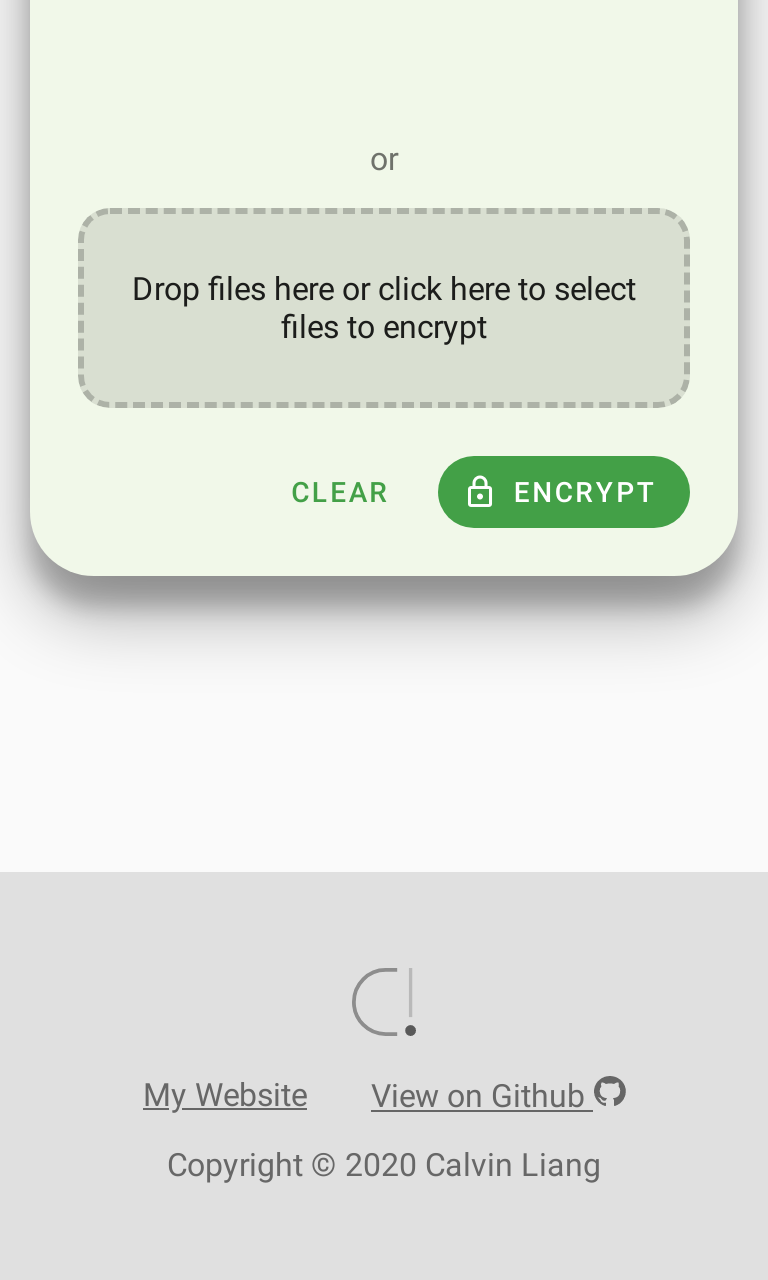 or
Drop files here or click here to select
files to encrypt
CLEAR
ENCRYPT
My Website
View on Github
Copyright © 2020 Calvin Liang